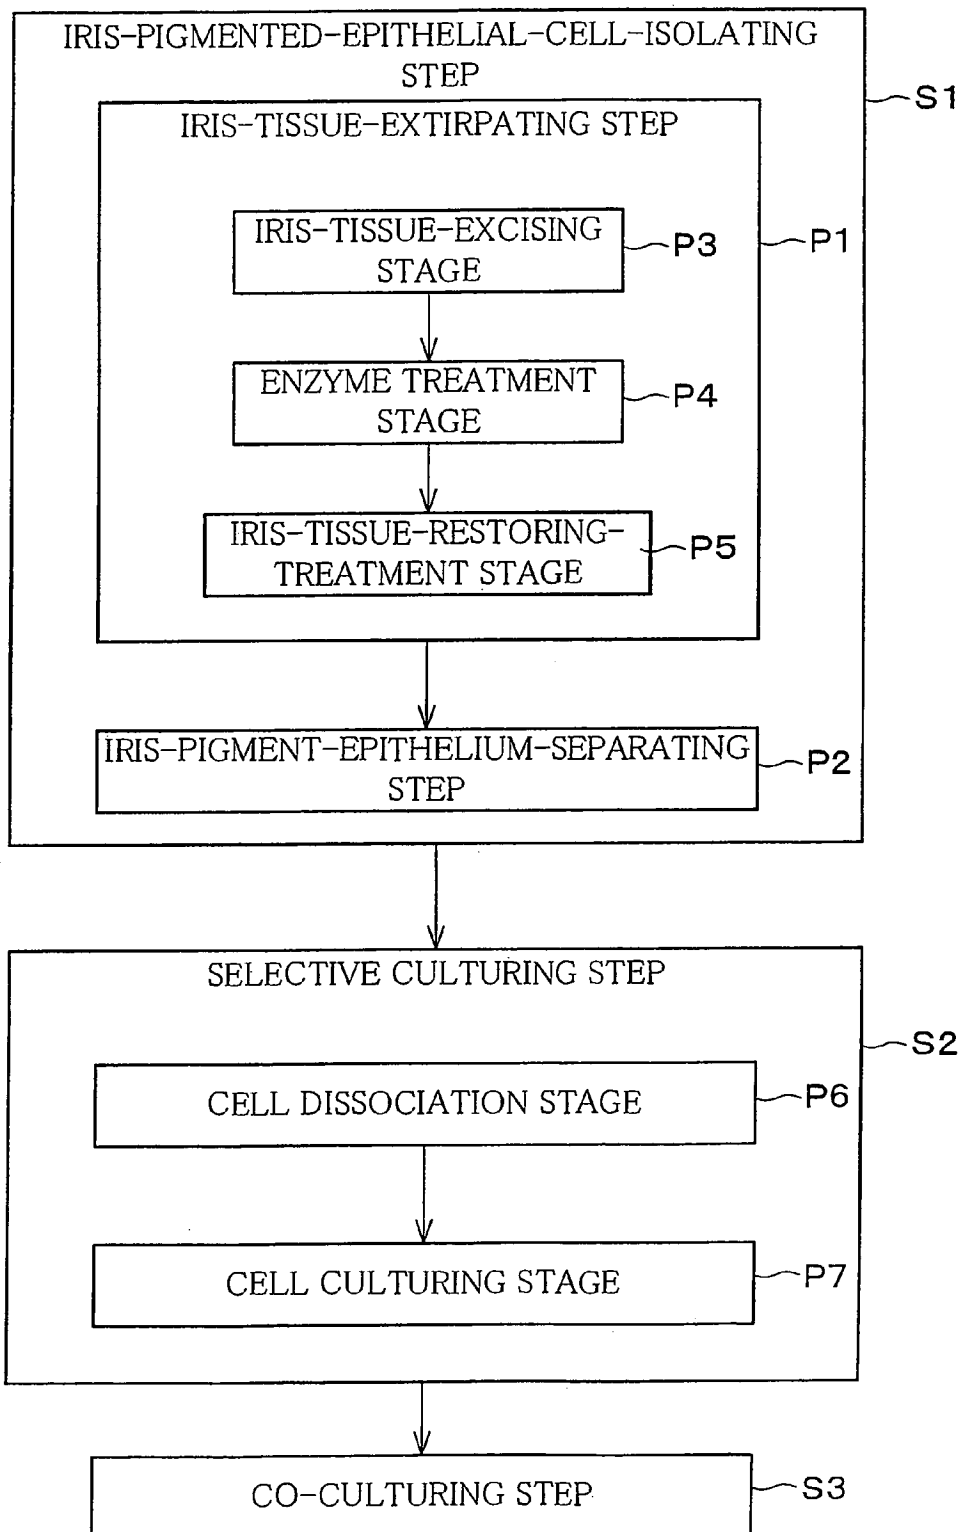 IRIS-PIGMENTED-EPITHELIAL-CELL-ISOLATING
STEP
S1
IRIS-TISSUE-EXTIRPATING STEP
P1
IRIS-TISSUE-EXCISING
STAGE
P3
ENZYME TREATMENT
STAGE
P4
IRIS-TISSUE-RESTORING-
TREATMENT STAGE
P5
IRIS-PIGMENT-EPITHELIUM-SEPARATING
STEP
P2
SELECTIVE CULTURING STEP
S2
CELL DISSOCIATION STAGE
P6
CELL CULTURING STAGE
P7
CO-CULTURING STEP
S3